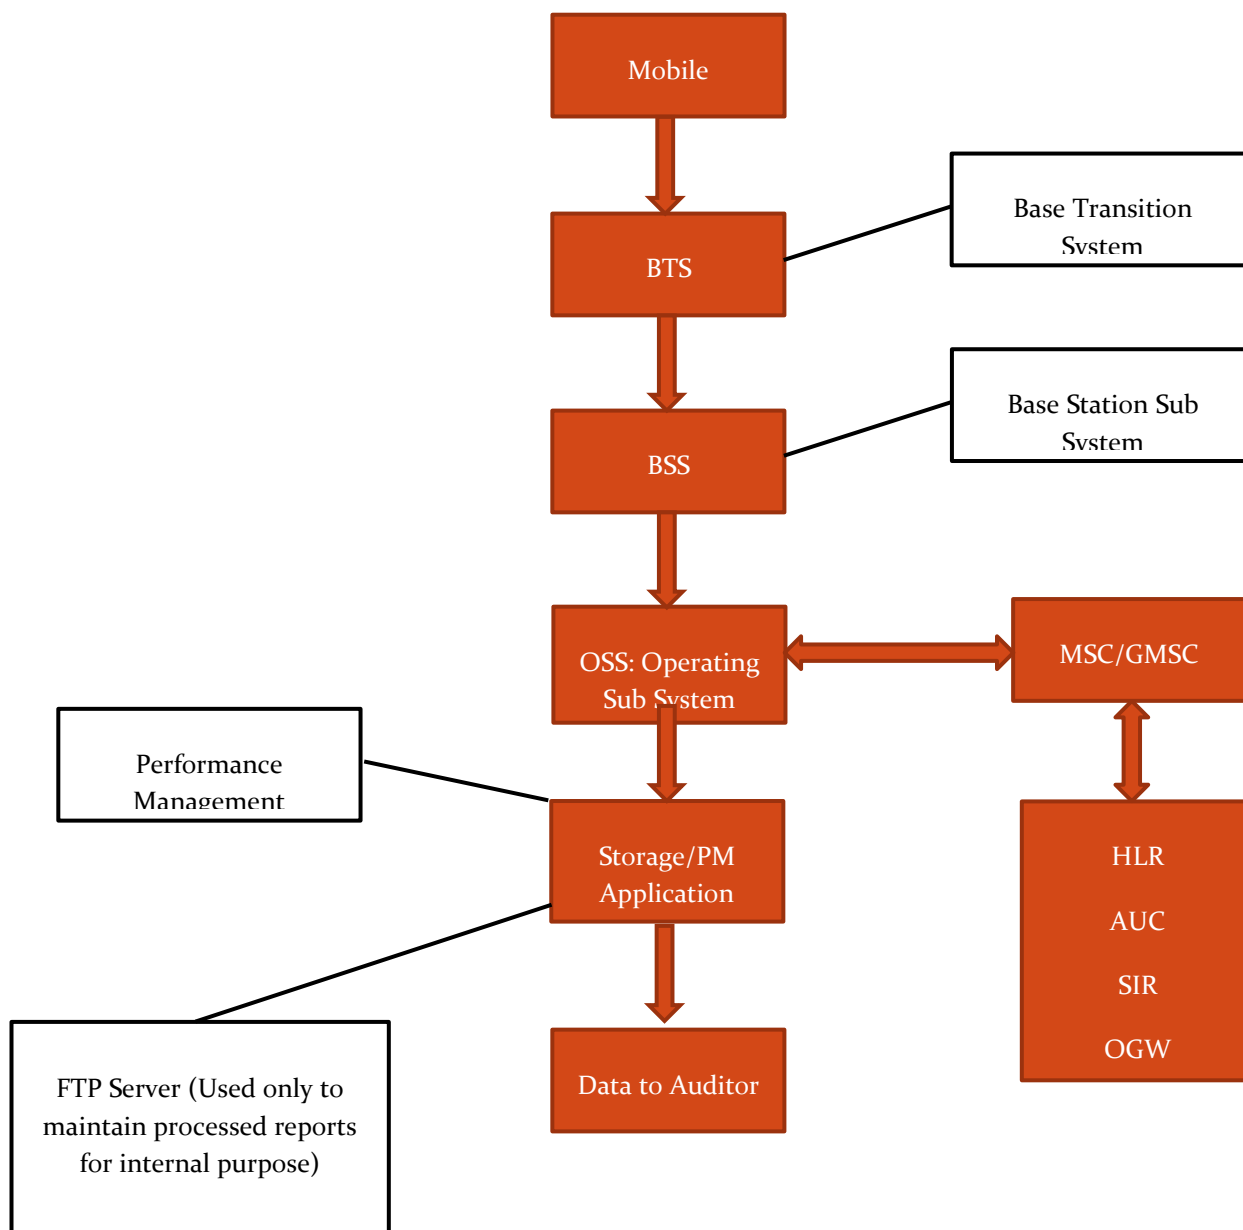 Mobile
Base Transition
System
BTS
Base Station Sub
System
BSS
OSS: Operating
Sub System
MSC/GMSC
Performance
Management
Storage/PM
Application
HLR
AUC
SIR
OGW
Data to Auditor
FTP Server (Used only to
maintain processed reports
for internal purpose)